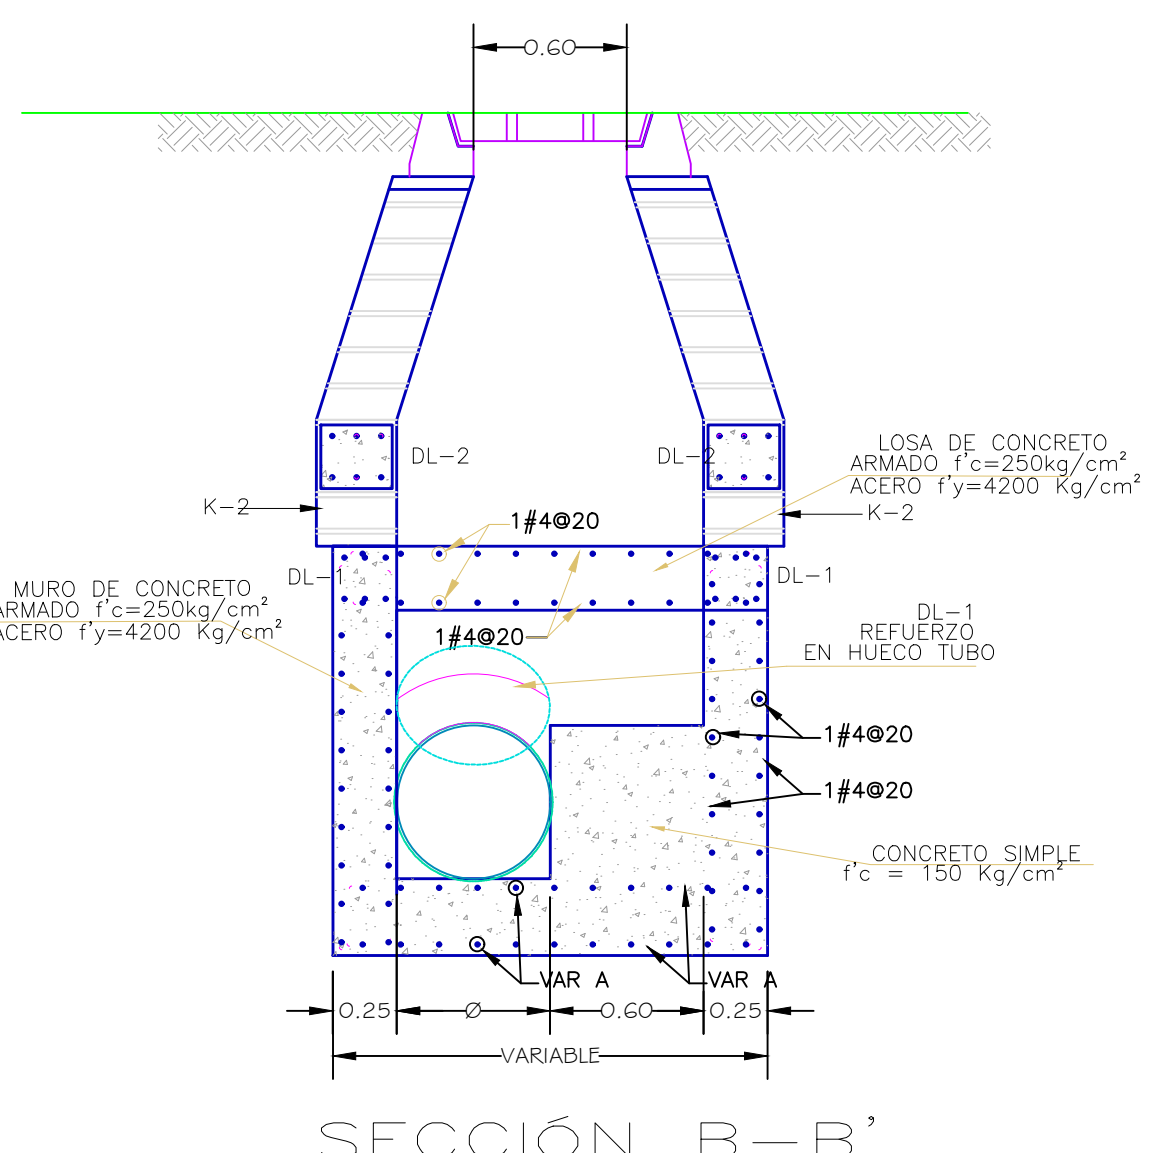 0.60
DL-2
DL-2
LOSA DE CONCRETO
ARMADO f'c=250kg/cm²
ACERO f'y=4200 Kg/cm²
K-2
K-2
1#4@20
DL-1
DL-1
MURO DE CONCRETO
ARMADO f'c=250kg/cm²
ACERO f'y=4200 Kg/cm²
1#4@20
DL-1
REFUERZO
EN HUECO TUBO
1#4@20
1#4@20
CONCRETO SIMPLE
f'c = 150 Kg/cm²
VAR A
VAR A
0.25
Ø
0.60
0.25
VARIABLE
SECCIÓN B-B'